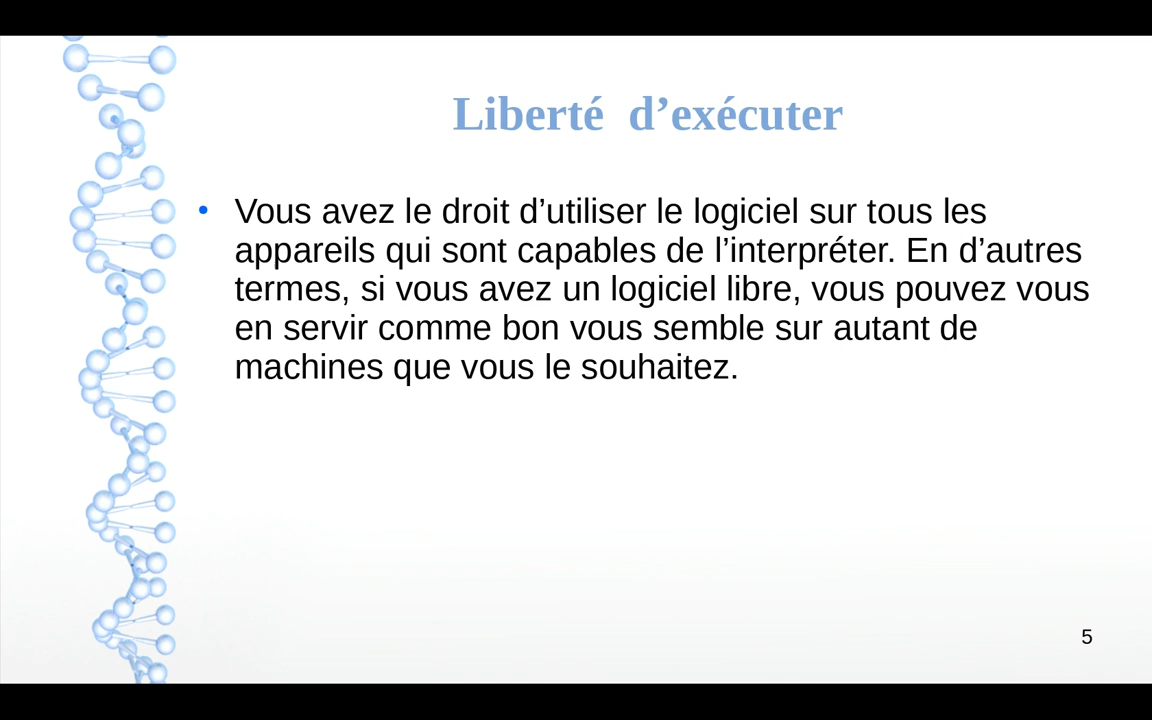 Liberté d’exécuter
• Vous avez le droit d’utiliser le logiciel sur tous les
appareils qui sont capables de l’interpréter. En d’autres
termes, si vous avez un logiciel libre, vous pouvez vous
en servir comme bon vous semble sur autant de
machines que vous le souhaitez.
5